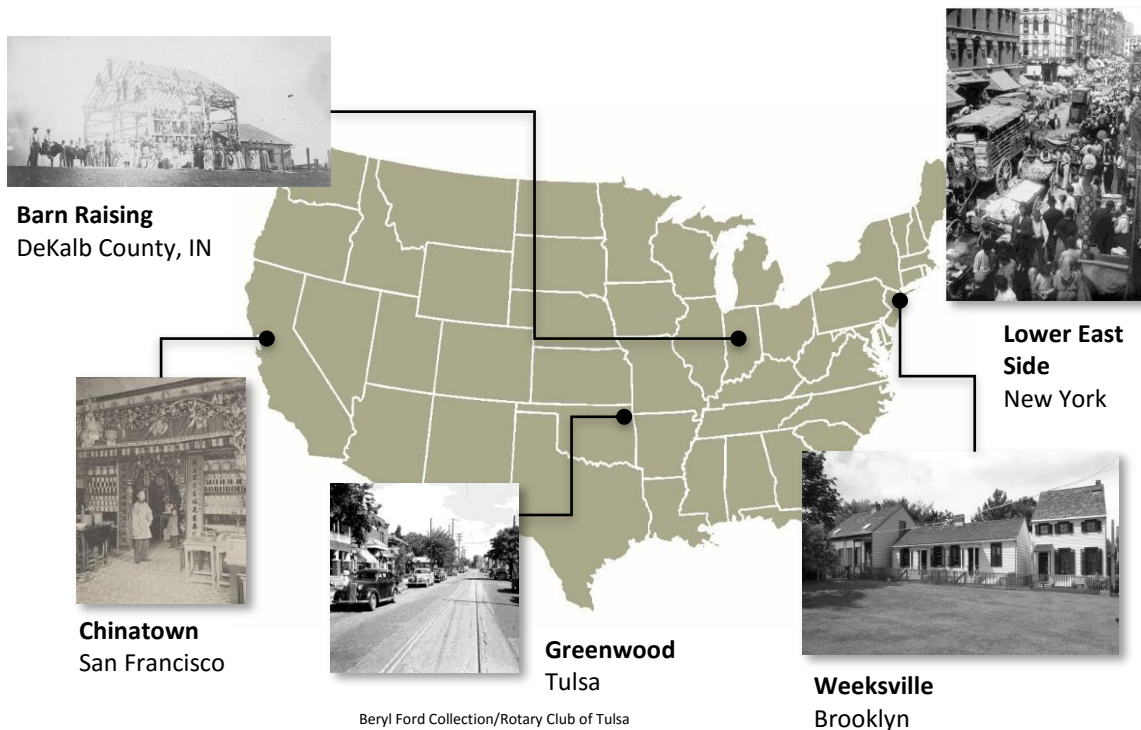 Barn Raising
DeKalb County, IN
Lower East
Side
New York
Chinatown
San Francisco
Greenwood
Tulsa
Weeksville
Brooklyn
Beryl Ford Collection/Rotary Club of Tulsa